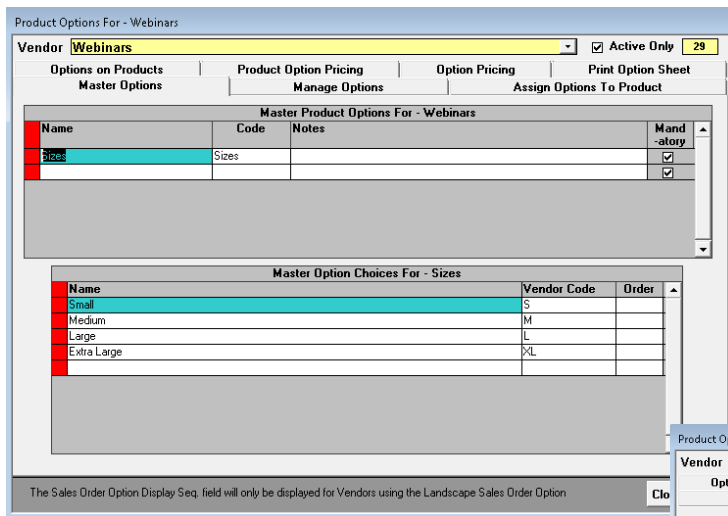 Product Options For - Webinars
Vendor Webinars Active Only 29
Options on Products Product Option Pricing Option Pricing Print Option Sheet
Master Options Manage Options Assign Options To Product
Master Product Options For - Webinars
Name Code Notes Mand
-atory
Sizes Sizes
Master Option Choices For - Sizes
Name Vendor Code Order
Small S
Medium M
Large L
Extra Large XL
Product Op
Vendor
Opt
The Sales Order Option Display Seq. field will only be displayed for Vendors using the Landscape Sales Order Option Clo